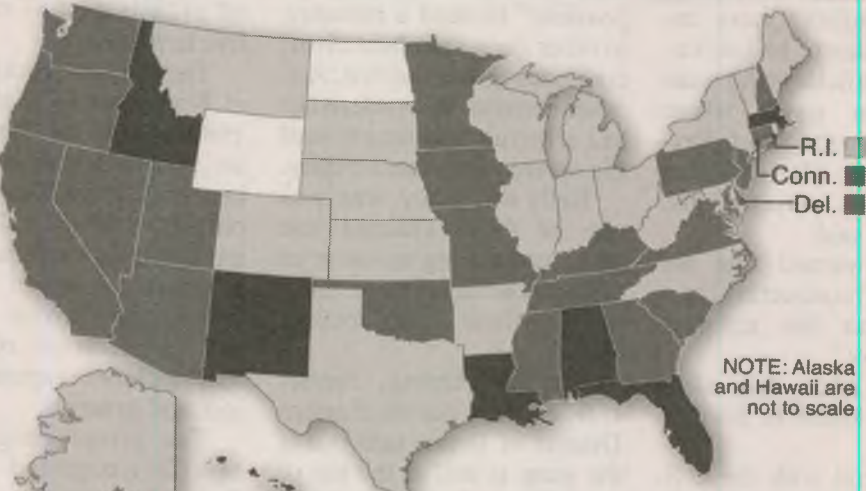 R.I.
Conn.
Del.
NOTE: Alaska
and Hawaii are
not to scale